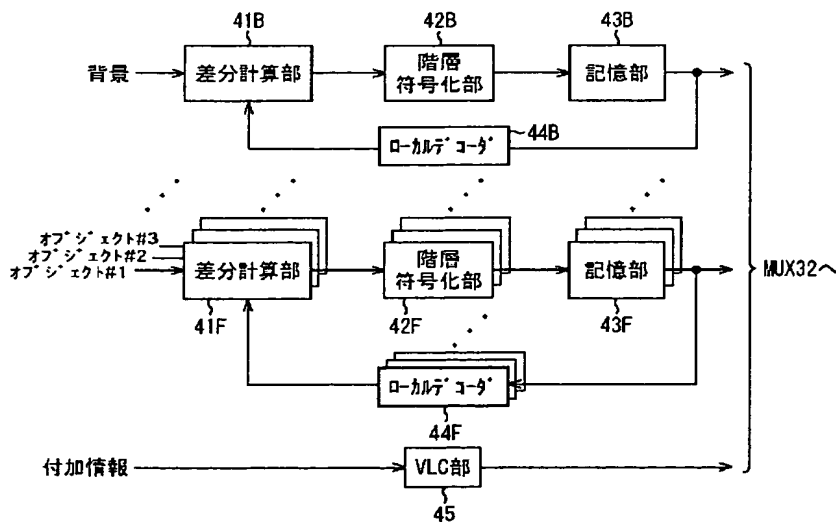 41B
42B
43B
背景
差分計算部
階層
符号化部
記憶部
ローカルデコーダ
44B
オブジェクト#3
オブジェクト#2
オブジェクト#1
差分計算部
階層
符号化部
記憶部
MUX32へ
41F
42F
43F
ローカルデコーダ
44F
付加情報
VLC部
45